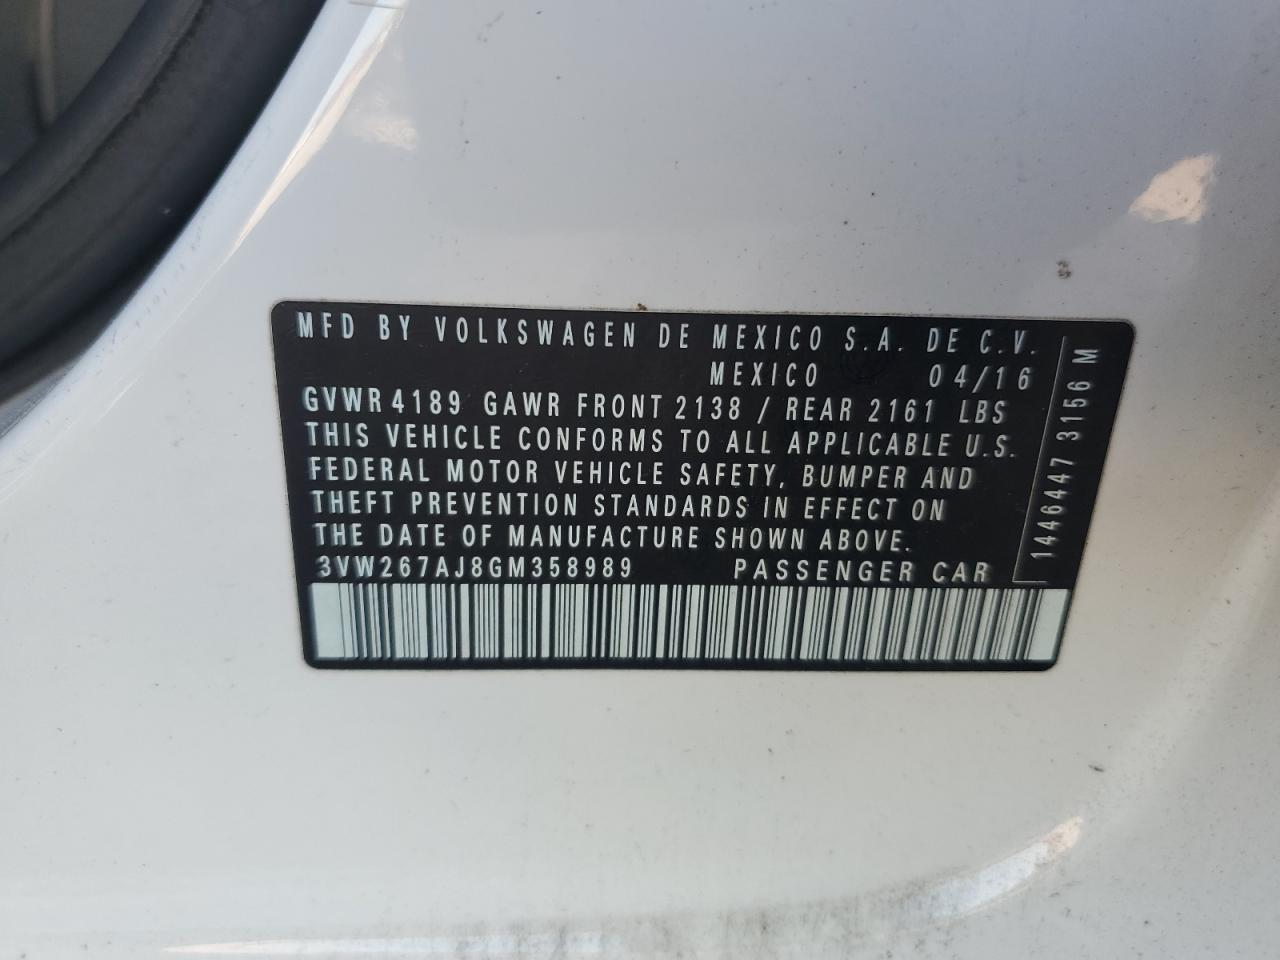 MFD BY VOLKSWAGEN DE MEXICO S.A. DE C.V.
MEXICO 04/16
GVWR 4189 GAWR FRONT 2138 / REAR 2161 LBS
THIS VEHICLE CONFORMS TO ALL APPLICABLE U.S.
FEDERAL MOTOR VEHICLE SAFETY, BUMPER AND
THEFT PREVENTION STANDARDS IN EFFECT ON
THE DATE OF MANUFACTURE SHOWN ABOVE.
3VW267AJ8GM358989 PASSENGER CAR
1446447 3156 M